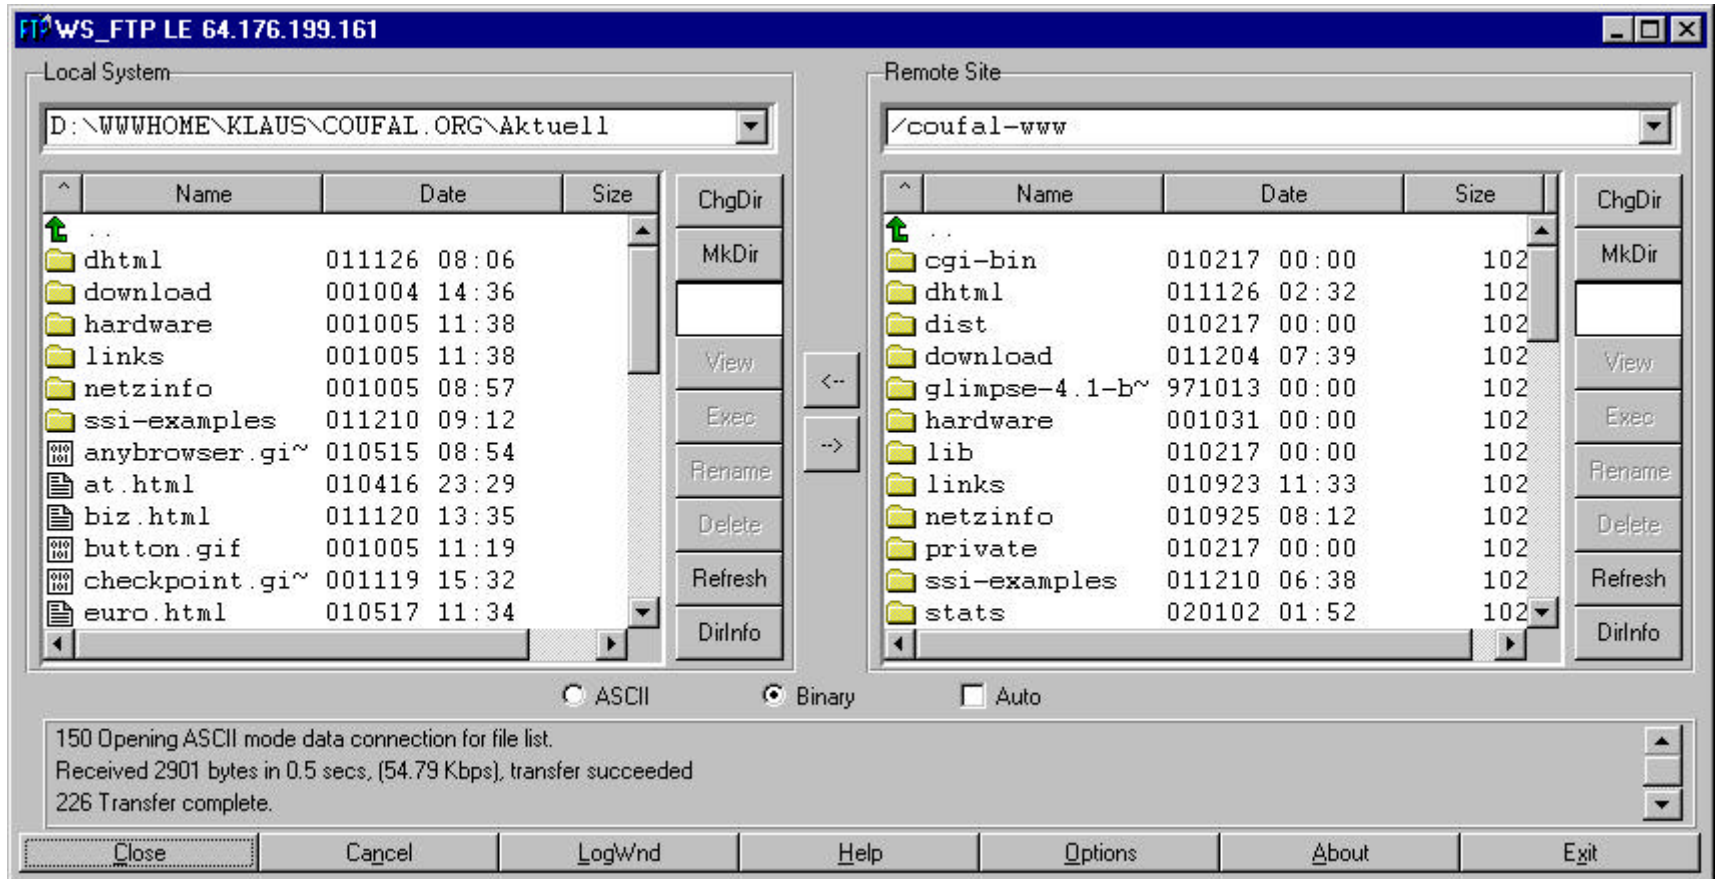 WS_FTP LE 64.176.199.161
Local System
D:\WWWHOME\KLAUS\COUFAL.ORG\Aktuell
^ Name Date Size
..
dhtml 011126 08:06
download 001004 14:36
hardware 001005 11:38
links 001005 11:38
netzinfo 001005 08:57
ssi-examples 011210 09:12
anybrowser.gi~ 010515 08:54
at.html 010416 23:29
biz.html 011120 13:35
button.gif 001005 11:19
checkpoint.gi~ 001119 15:32
euro.html 010517 11:34
ChgDir
MkDir
View
Exec
Rename
Delete
Refresh
DirInfo
<--
-->
Remote Site
/coufal-www
^ Name Date Size
..
cgi-bin 010217 00:00 102
dhtml 011126 02:32 102
dist 010217 00:00 102
download 011204 07:39 102
glimpse-4.1-b~ 971013 00:00 102
hardware 001031 00:00 102
lib 010217 00:00 102
links 010923 11:33 102
netzinfo 010925 08:12 102
private 010217 00:00 102
ssi-examples 011210 06:38 102
stats 020102 01:52 102
ChgDir
MkDir
View
Exec
Rename
Delete
Refresh
DirInfo
ASCII Binary Auto
150 Opening ASCII mode data connection for file list.
Received 2901 bytes in 0.5 secs, (54.79 Kbps), transfer succeeded
226 Transfer complete.
Close Cancel LogWnd Help Options About Exit